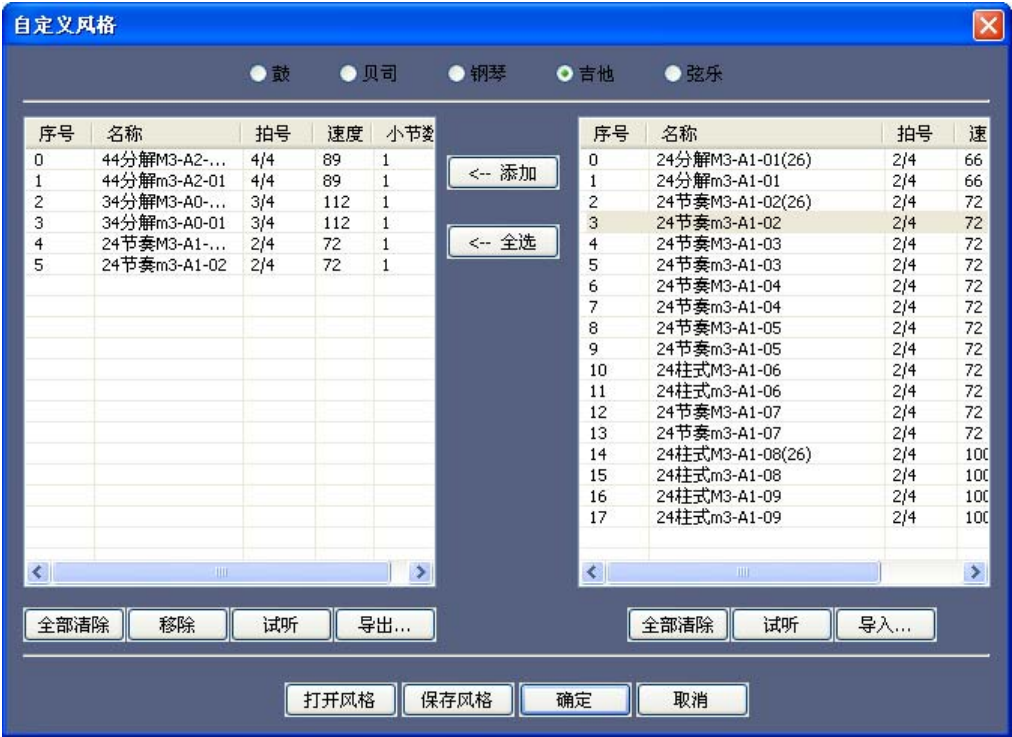 自定义风格
鼓 贝司 钢琴 吉他 弦乐
序号 名称 拍号 速度 小节数
0 44分解M3-A2-... 4/4 89 1
1 44分解m3-A2-01 4/4 89 1
2 34分解M3-A0-... 3/4 112 1
3 34分解m3-A0-01 3/4 112 1
4 24节奏M3-A1-... 2/4 72 1
5 24节奏m3-A1-02 2/4 72 1
<-- 添加
<-- 全选
序号 名称 拍号 速
0 24分解M3-A1-01(26) 2/4 66
1 24分解m3-A1-01 2/4 66
2 24节奏M3-A1-02(26) 2/4 72
3 24节奏m3-A1-02 2/4 72
4 24节奏M3-A1-03 2/4 72
5 24节奏m3-A1-03 2/4 72
6 24节奏M3-A1-04 2/4 72
7 24节奏m3-A1-04 2/4 72
8 24节奏M3-A1-05 2/4 72
9 24节奏m3-A1-05 2/4 72
10 24柱式M3-A1-06 2/4 72
11 24柱式m3-A1-06 2/4 72
12 24节奏M3-A1-07 2/4 72
13 24节奏m3-A1-07 2/4 72
14 24柱式M3-A1-08(26) 2/4 100
15 24柱式m3-A1-08 2/4 100
16 24柱式M3-A1-09 2/4 100
17 24柱式m3-A1-09 2/4 100
全部清除 移除 试听 导出... 全部清除 试听 导入...
打开风格 保存风格 确定 取消